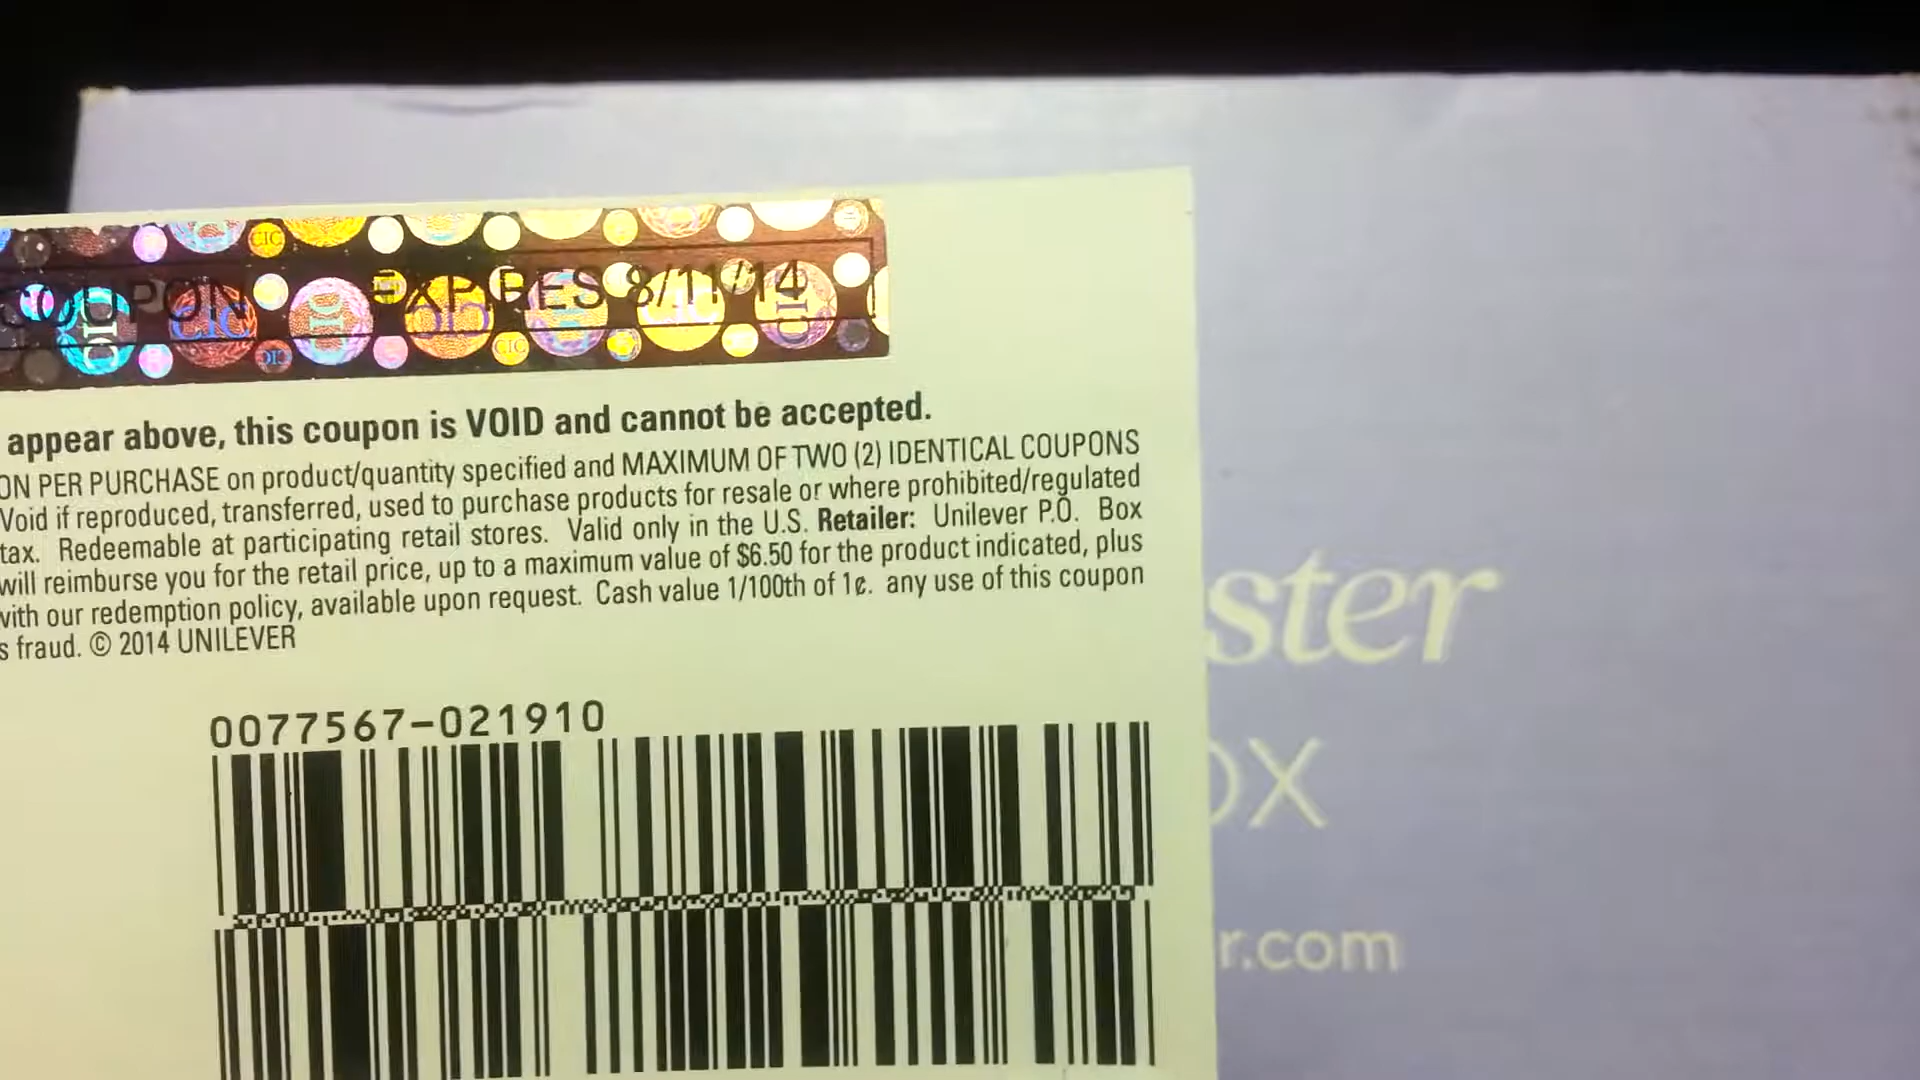 COUPON EXPIRES 8/11/14
appear above, this coupon is VOID and cannot be accepted.
ON PER PURCHASE on product/quantity specified and MAXIMUM OF TWO (2) IDENTICAL COUPONS
Void if reproduced, transferred, used to purchase products for resale or where prohibited/regulated
tax. Redeemable at participating retail stores. Valid only in the U.S. Retailer: Unilever P.O. Box
will reimburse you for the retail price, up to a maximum value of $6.50 for the product indicated, plus
with our redemption policy, available upon request. Cash value 1/100th of 1¢. any use of this coupon
s fraud. © 2014 UNILEVER
0077567-021910
ster
OX
r.com